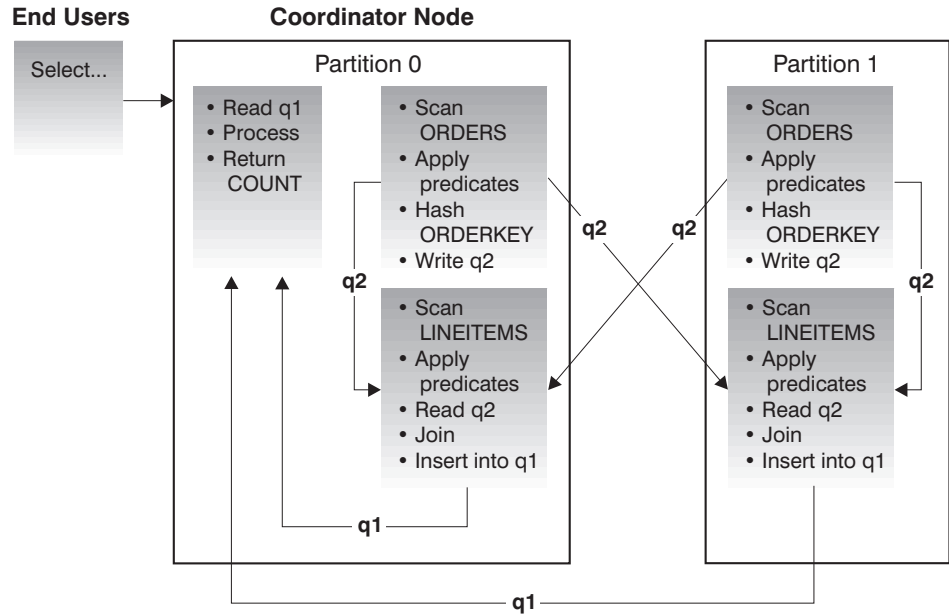 End Users
Coordinator Node
Select...
Partition 0
• Read q1
• Process
• Return
COUNT
• Scan
ORDERS
• Apply
predicates
• Hash
ORDERKEY
• Write q2
q2
q2
• Scan
LINEITEMS
• Apply
predicates
• Read q2
• Join
• Insert into q1
q1
Partition 1
• Scan
ORDERS
• Apply
predicates
• Hash
ORDERKEY
• Write q2
q2
q2
• Scan
LINEITEMS
• Apply
predicates
• Read q2
• Join
• Insert into q1
q1